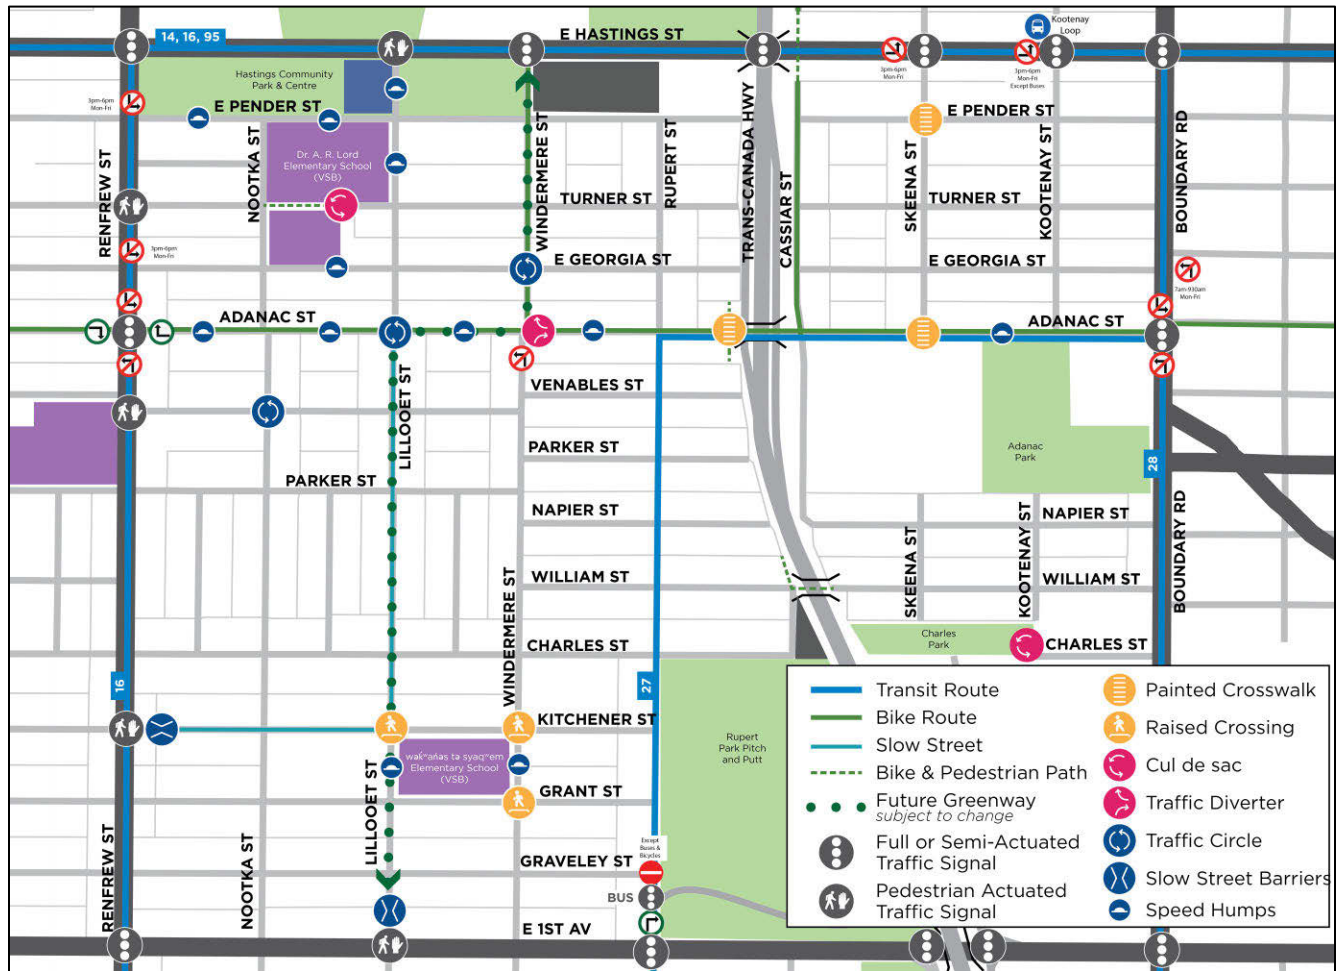 14, 16, 95
E HASTINGS ST
Kootenay
Loop
3pm-6pm
Mon-Fri
3pm-6pm
Mon-Fri
Except Buses
Hastings Community
Park & Centre
3pm-6pm
Mon-Fri
E PENDER ST
E PENDER ST
RENFREW ST
NOOTKA ST
Dr. A. R. Lord
Elementary School
(VSB)
WINDERMERE ST
RUPERT ST
TRANS-CANADA HWY
CASSIAR ST
SKEENA ST
KOOTENAY ST
BOUNDARY RD
TURNER ST
TURNER ST
3pm-6pm
Mon-Fri
E GEORGIA ST
E GEORGIA ST
7am-930am
Mon-Fri
ADANAC ST
ADANAC ST
VENABLES ST
LILLOOET ST
PARKER ST
Adanac
Park
28
PARKER ST
NAPIER ST
NAPIER ST
SKEENA ST
KOOTENAY ST
BOUNDARY RD
WINDERMERE ST
WILLIAM ST
WILLIAM ST
CHARLES ST
Charles
Park
CHARLES ST
16
27
KITCHENER ST
Rupert
Park Pitch
and Putt
LILLOOET ST
Elementary School
(VSB)
GRANT ST
RENFREW ST
NOOTKA ST
GRAVELEY ST
Except
Buses &
Bicycles
BUS
E 1ST AV
Transit Route
Bike Route
Slow Street
Bike & Pedestrian Path
Future Greenway
subject to change
Full or Semi-Actuated
Traffic Signal
Pedestrian Actuated
Traffic Signal
Painted Crosswalk
Raised Crossing
Cul de sac
Traffic Diverter
Traffic Circle
Slow Street Barriers
Speed Humps